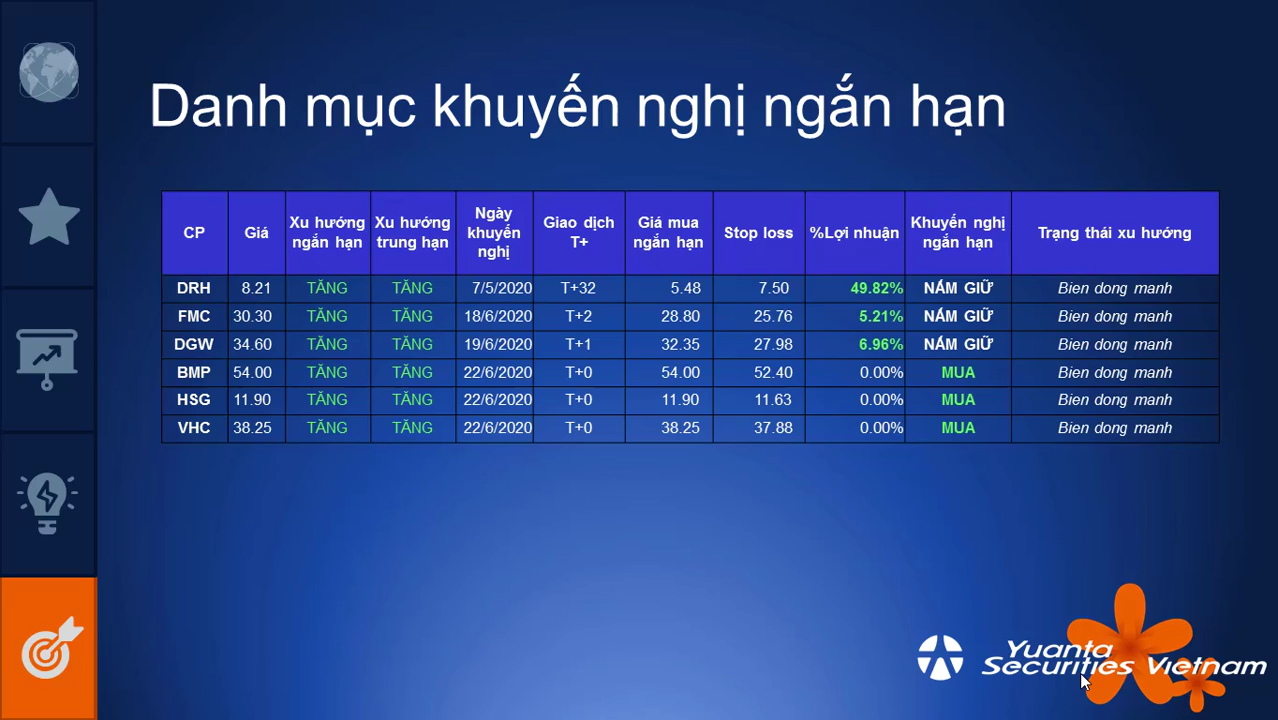 Danh mục khuyến nghị ngắn hạn
CP Giá Xu hướng ngắn hạn Xu hướng trung hạn Ngày khuyến nghị Giao dịch T+ Giá mua ngắn hạn Stop loss %Lợi nhuận Khuyến nghị ngắn hạn Trạng thái xu hướng
DRH 8.21 TĂNG TĂNG 7/5/2020 T+32 5.48 7.50 49.82% NẮM GIỮ Bien dong manh
FMC 30.30 TĂNG TĂNG 18/6/2020 T+2 28.80 25.76 5.21% NẮM GIỮ Bien dong manh
DGW 34.60 TĂNG TĂNG 19/6/2020 T+1 32.35 27.98 6.96% NẮM GIỮ Bien dong manh
BMP 54.00 TĂNG TĂNG 22/6/2020 T+0 54.00 52.40 0.00% MUA Bien dong manh
HSG 11.90 TĂNG TĂNG 22/6/2020 T+0 11.90 11.63 0.00% MUA Bien dong manh
VHC 38.25 TĂNG TĂNG 22/6/2020 T+0 38.25 37.88 0.00% MUA Bien dong manh
Yuanta
Securities Vietnam